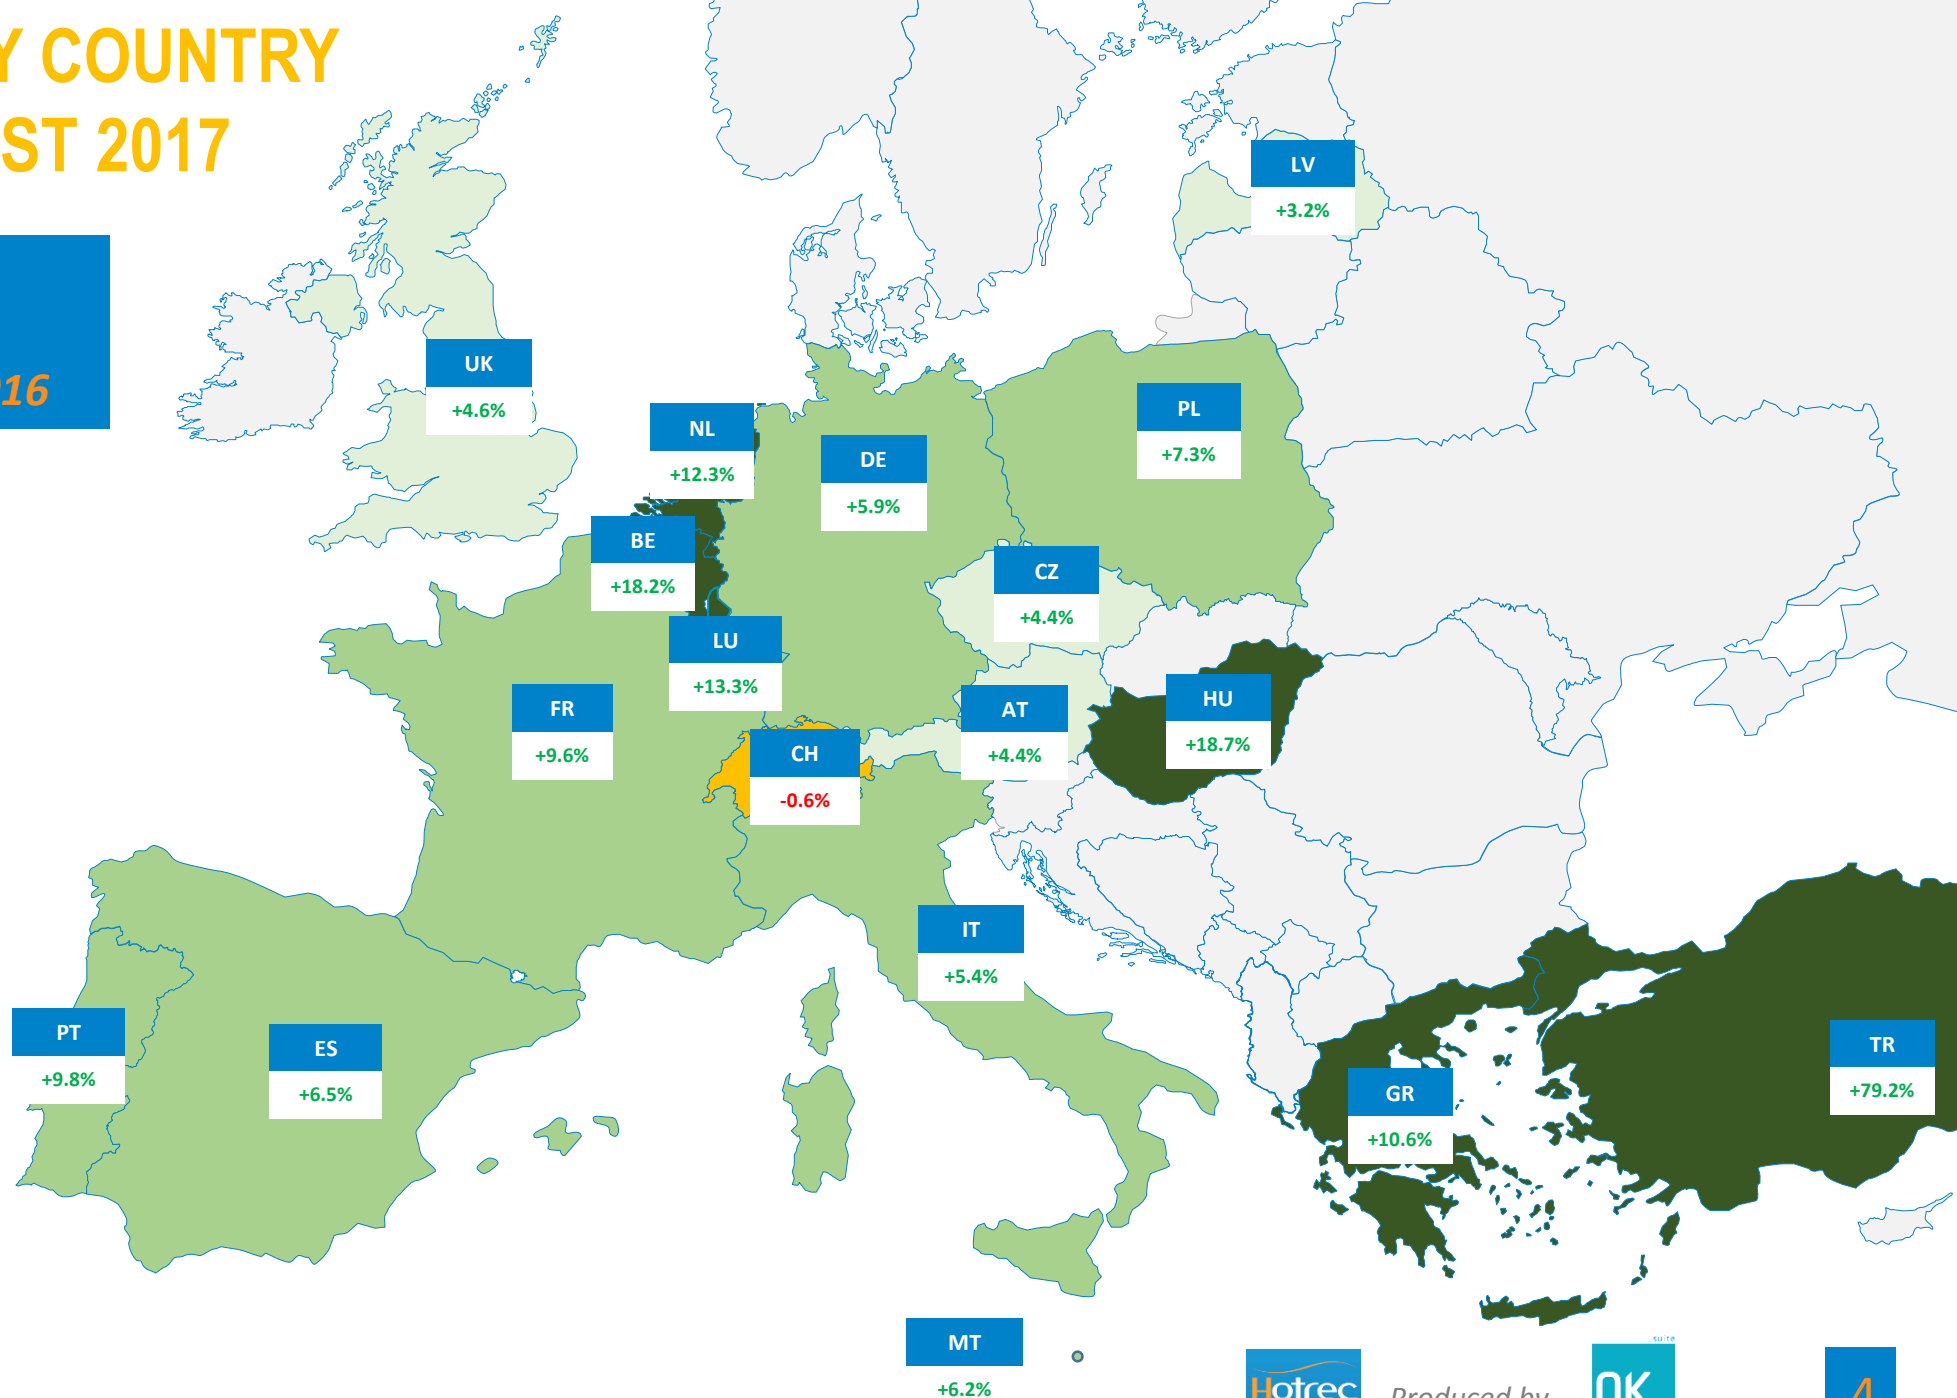 Y COUNTRY
ST 2017
16
LV
+3.2%
UK
+4.6%
NL
+12.3%
PL
+7.3%
DE
+5.9%
BE
+18.2%
CZ
+4.4%
LU
+13.3%
HU
+18.7%
FR
+9.6%
AT
+4.4%
CH
-0.6%
IT
+5.4%
PT
+9.8%
ES
+6.5%
TR
+79.2%
GR
+10.6%
MT
+6.2%
suite
Hotrec
Produced by
OK
4